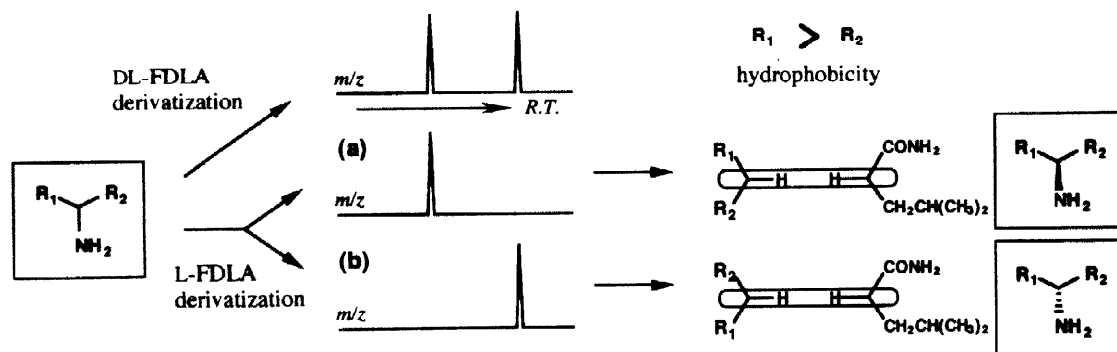 DL-FDLA
derivatization
m/z
R.T.
R₁ > R₂
hydrophobicity
R₁ R₂
NH₂
(a)
R₁
R₂
H H
CONH₂
CH₂CH(CH₃)₂
R₁ R₂
NH₂
L-FDLA
derivatization
(b)
m/z
R₂
R₁
H H
CONH₂
CH₂CH(CH₃)₂
R₁ R₂
NH₂